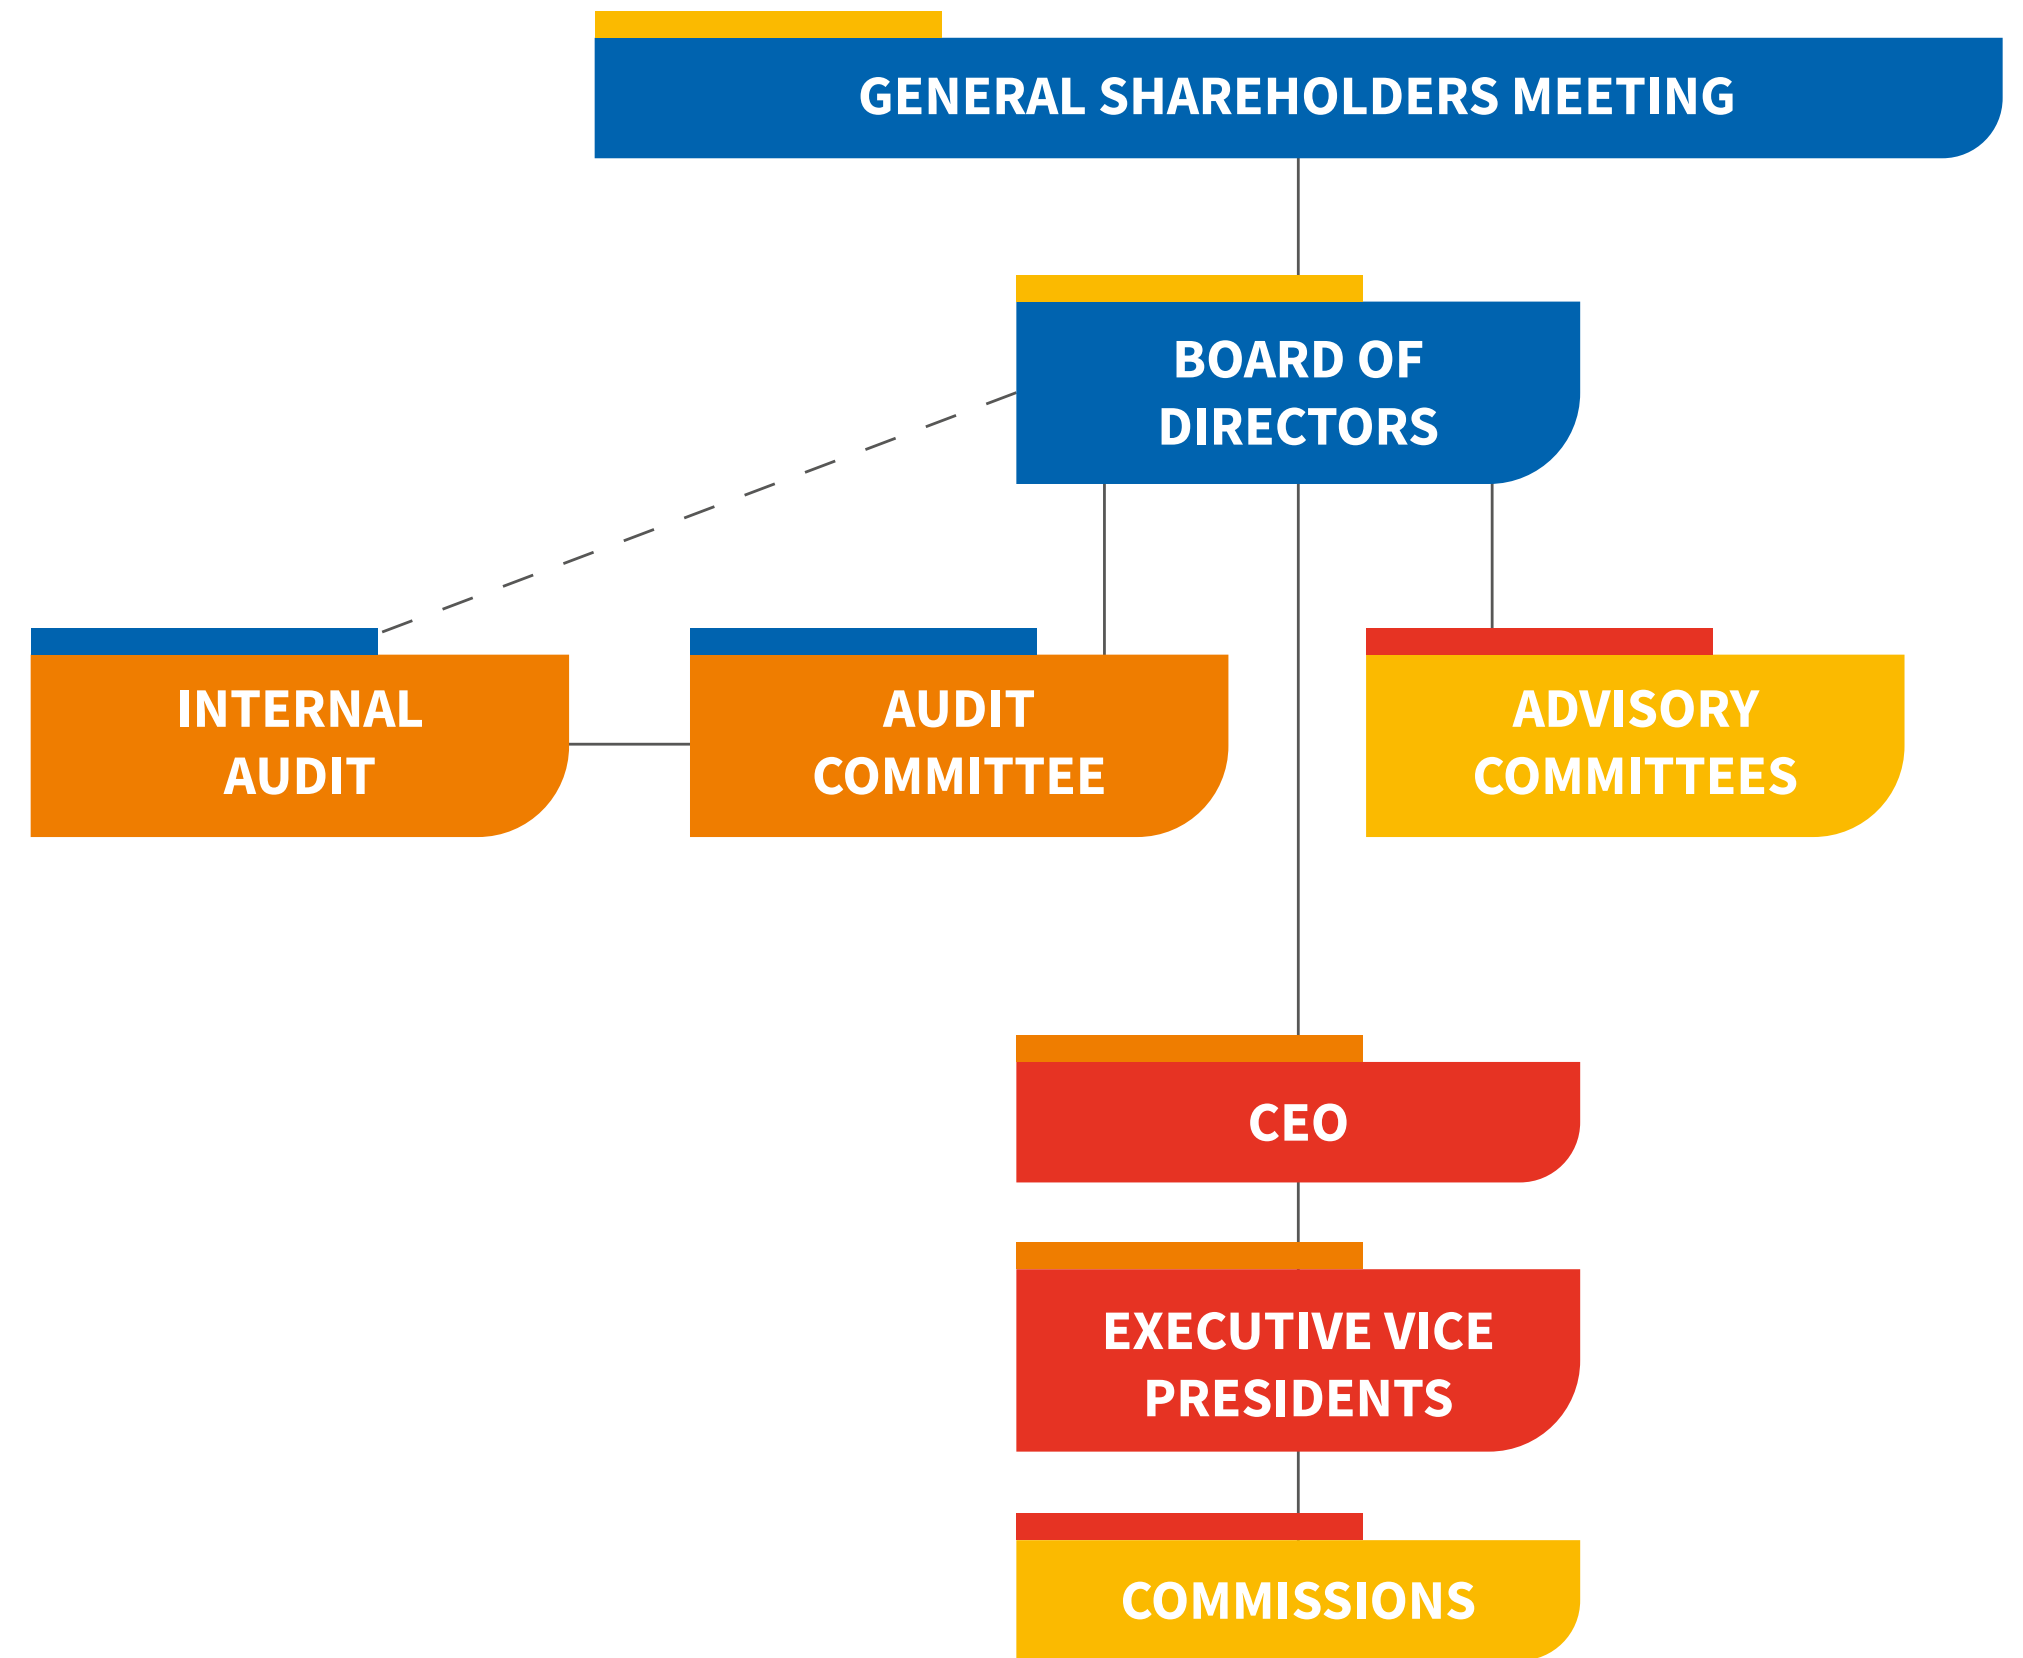 GENERAL SHAREHOLDERS MEETING
BOARD OF
DIRECTORS
INTERNAL
AUDIT
AUDIT
COMMITTEE
ADVISORY
COMMITTEES
CEO
EXECUTIVE VICE
PRESIDENTS
COMMISSIONS